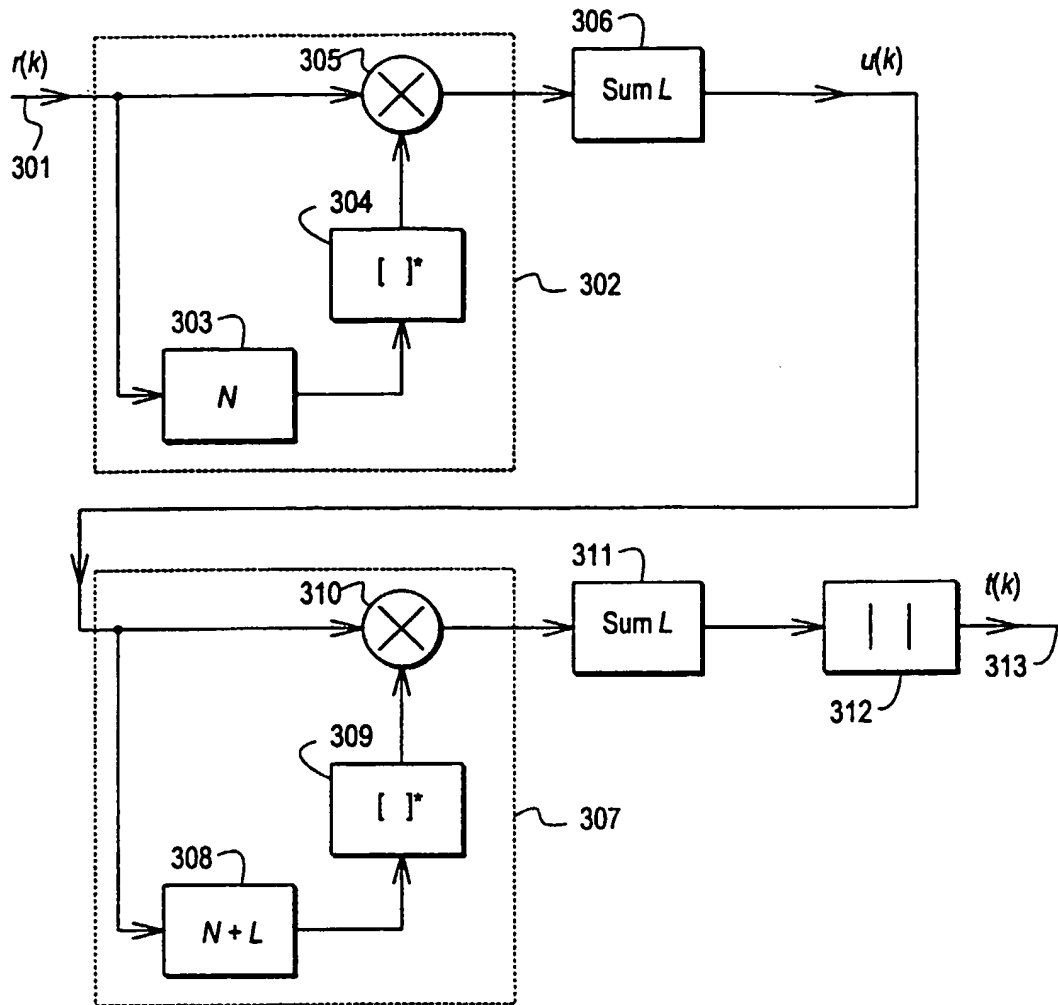 306
r(k)
305
Sum L
u(k)
301
304
[ ]*
302
303
N
311
310
Sum L
| |
t(k)
313
312
309
[ ]*
307
308
N + L